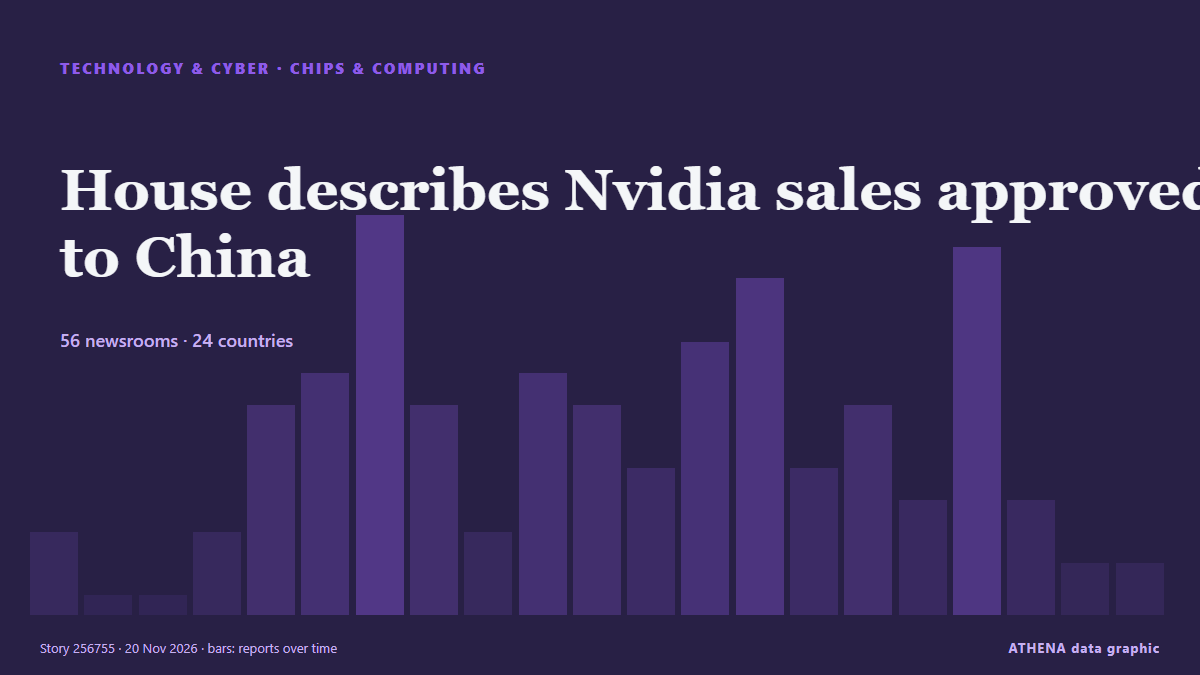 TECHNOLOGY & CYBER · CHIPS & COMPUTING
House describes Nvidia sales approved
to China
56 newsrooms · 24 countries
Story 256755 · 20 Nov 2026 · bars: reports over time
ATHENA data graphic